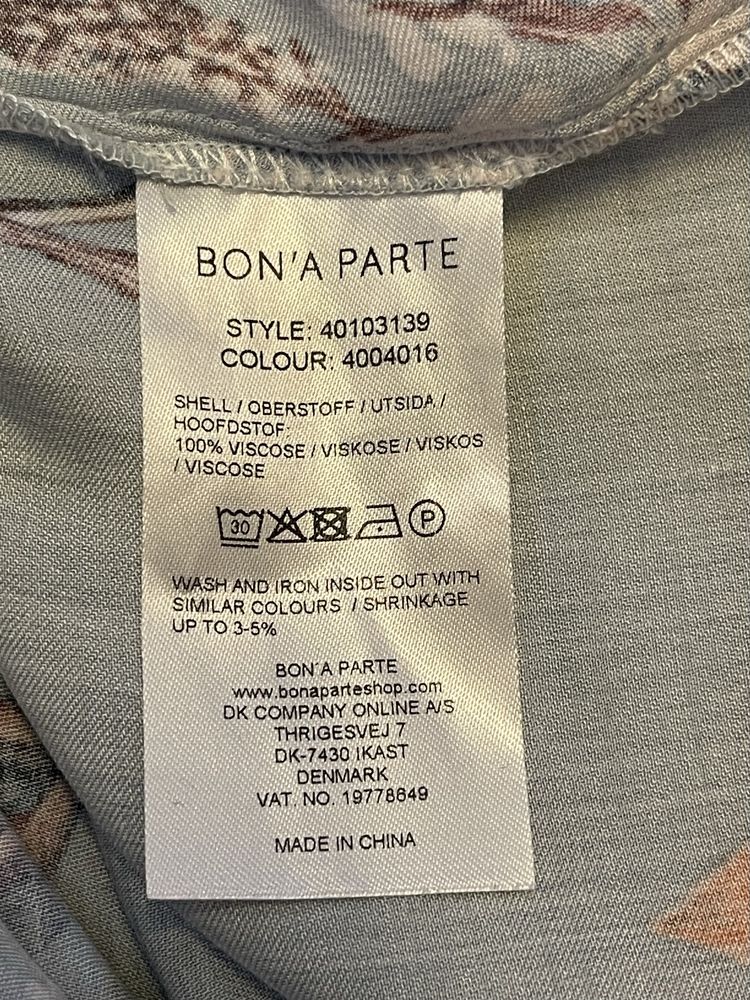 BON'A PARTE
STYLE: 40103139
COLOUR: 4004016
SHELL / OBERSTOFF / UTSIDA /
HOOFDSTOF
100% VISCOSE / VISKOSE / VISKOS
/ VISCOSE
30 P
WASH AND IRON INSIDE OUT WITH
SIMILAR COLOURS / SHRINKAGE
UP TO 3-5%
BON´A PARTE
www.bonaparteshop.com
DK COMPANY ONLINE A/S
THRIGESVEJ 7
DK-7430 IKAST
DENMARK
VAT. NO. 19778649
MADE IN CHINA